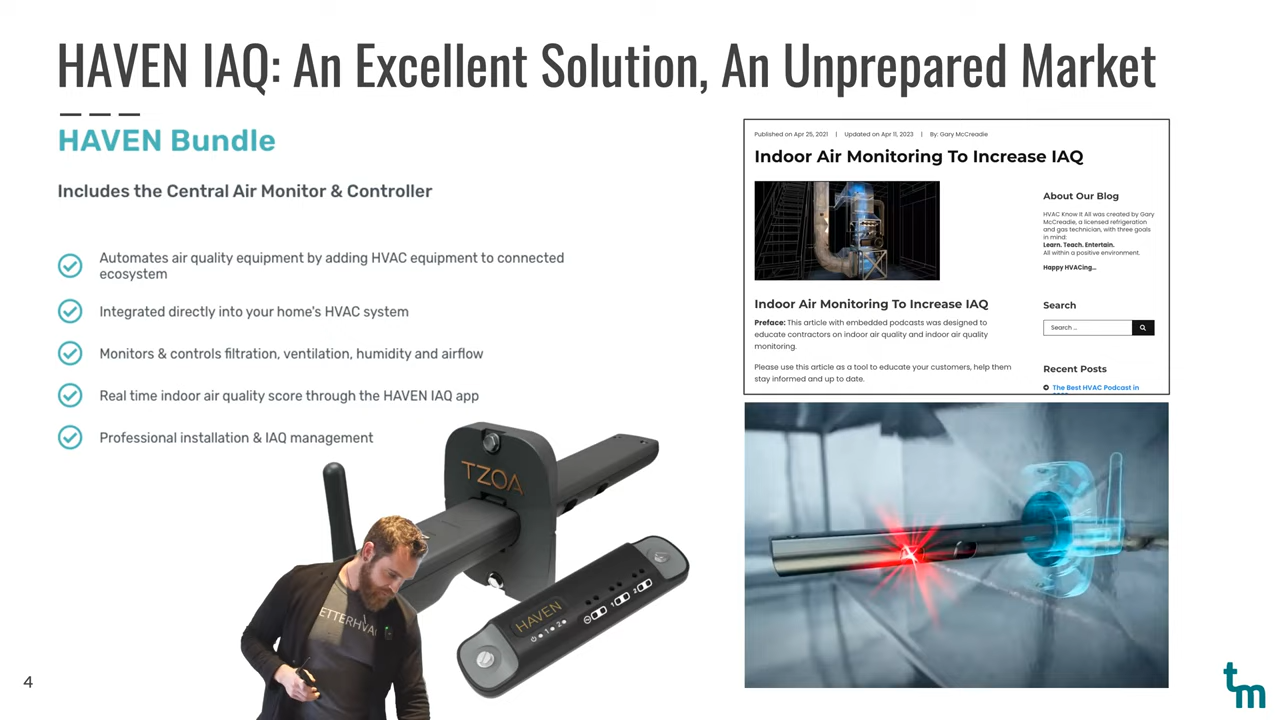 HAVEN IAQ: An Excellent Solution, An Unprepared Market
HAVEN Bundle
Includes the Central Air Monitor & Controller
Automates air quality equipment by adding HVAC equipment to connected
ecosystem
Integrated directly into your home's HVAC system
Monitors & controls filtration, ventilation, humidity and airflow
Real time indoor air quality score through the HAVEN IAQ app
Professional installation & IAQ management
TZOA
HAVEN
1 2
1 2
ETTERHVA
Published on Apr 25, 2021 | Updated on Apr 11, 2023 | By: Gary McCreadie
Indoor Air Monitoring To Increase IAQ
Indoor Air Monitoring To Increase IAQ
Preface: This article with embedded podcasts was designed to
educate contractors on indoor air quality and indoor air quality
monitoring.
Please use this article as a tool to educate your customers, help them
stay informed and up to date.
About Our Blog
HVAC Know It All was created by Gary
McCreadie, a licensed refrigeration
and gas technician, with three goals
in mind:
Learn. Teach. Entertain.
All within a positive environment.
Happy HVACing...
Search
Search ...
Recent Posts
The Best HVAC Podcast in
4
tm